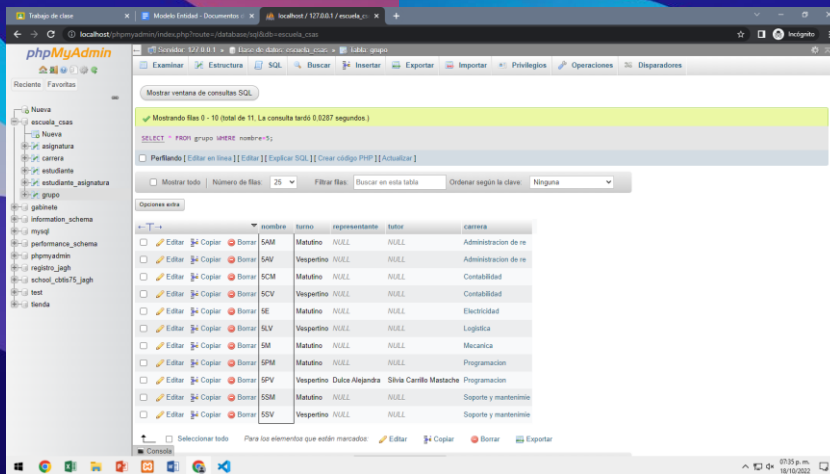 Trabajo de clase
Modelo Entidad - Documentos d
localhost / 127.0.0.1 / escuela_cs
localhost/phpmyadmin/index.php?route=/database/sql&db=escuela_csas
Incógnito
phpMyAdmin
Reciente Favoritas
Nueva
escuela_csas
Nueva
asignatura
carrera
estudiante
estudiante_asignatura
grupo
gabinete
information_schema
mysql
performance_schema
phpmyadmin
registro_jagh
school_cbtis75_jagh
test
tienda
Servidor: 127.0.0.1 » Base de datos: escuela_csas » Tabla: grupo
Examinar Estructura SQL Buscar Insertar Exportar Importar Privilegios Operaciones Disparadores
Mostrar ventana de consultas SQL
Mostrando filas 0 - 10 (total de 11, La consulta tardó 0,0287 segundos.)
SELECT * FROM grupo WHERE nombre=5;
Perfilando [ Editar en línea ] [ Editar ] [ Explicar SQL ] [ Crear código PHP ] [ Actualizar ]
Mostrar todo Número de filas: 25 Filtrar filas: Buscar en esta tabla Ordenar según la clave: Ninguna
Opciones extra
←T→ nombre turno representante tutor carrera
Editar Copiar Borrar 5AM Matutino NULL NULL Administracion de re
Editar Copiar Borrar 5AV Vespertino NULL NULL Administracion de re
Editar Copiar Borrar 5CM Matutino NULL NULL Contabilidad
Editar Copiar Borrar 5CV Vespertino NULL NULL Contabilidad
Editar Copiar Borrar 5E Matutino NULL NULL Electricidad
Editar Copiar Borrar 5LV Vespertino NULL NULL Logistica
Editar Copiar Borrar 5M Matutino NULL NULL Mecanica
Editar Copiar Borrar 5PM Matutino NULL NULL Programacion
Editar Copiar Borrar 5PV Vespertino Dulce Alejandra Silvia Carrillo Mastache Programacion
Editar Copiar Borrar 5SM Matutino NULL NULL Soporte y mantenimie
Editar Copiar Borrar 5SV Vespertino NULL NULL Soporte y mantenimie
Seleccionar todo Para los elementos que están marcados: Editar Copiar Borrar Exportar
Consola
07:35 p. m.
18/10/2022